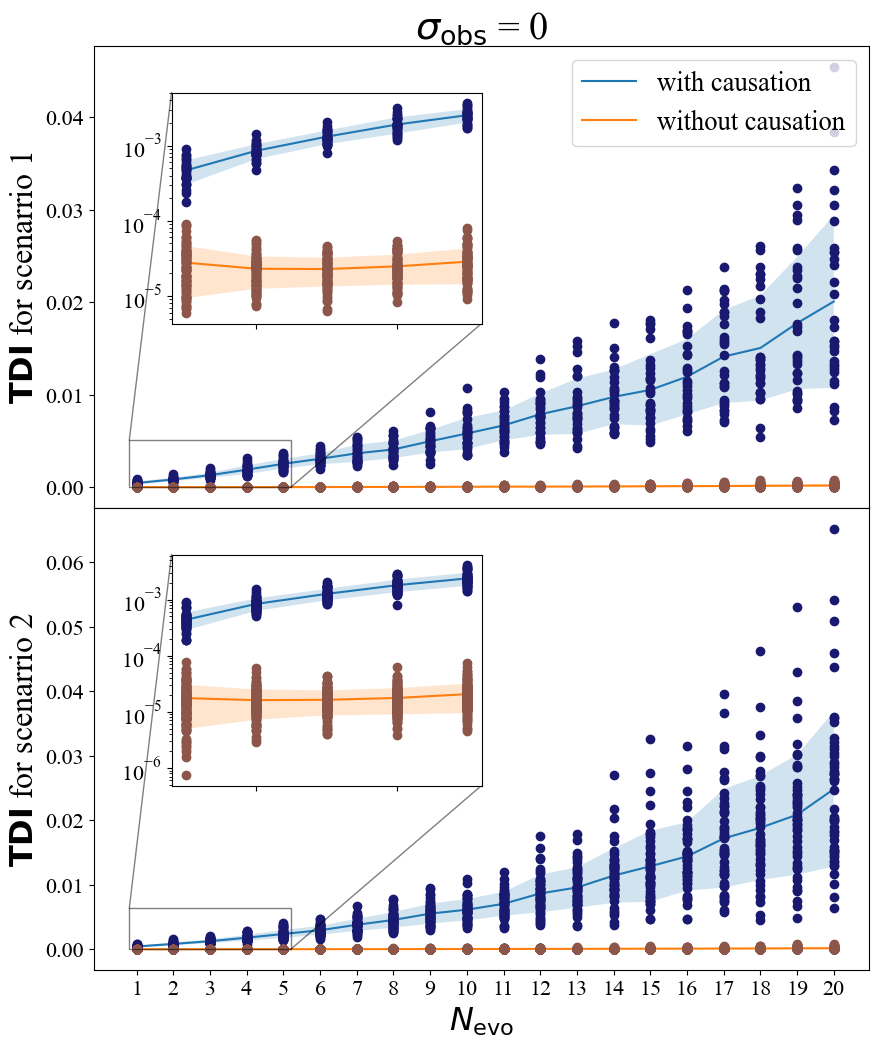 σobs = 0
with causation
without causation
TDI for scenarrio 1
0.04
0.03
0.02
0.01
0.00
10−3
10−4
10−5
TDI for scenarrio 2
0.06
0.05
0.04
0.03
0.02
0.01
0.00
10−3
10−4
10−5
10−6
1 2 3 4 5 6 7 8 9 10 11 12 13 14 15 16 17 18 19 20
Nevo